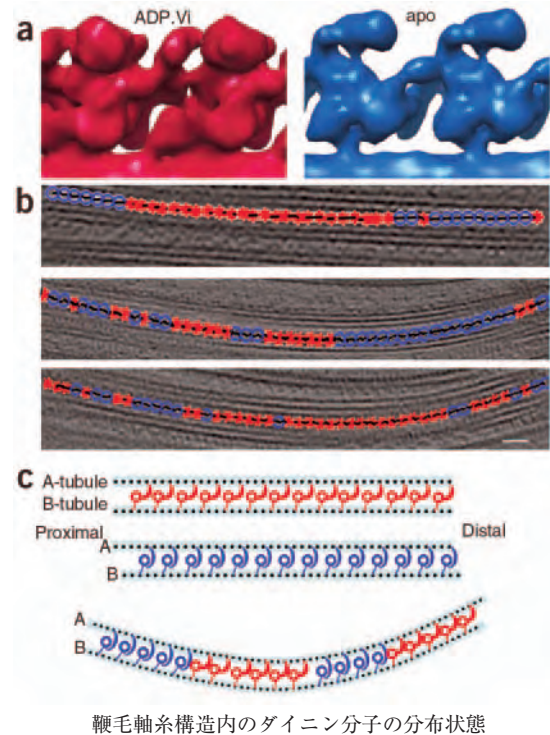 a
ADP.Vi
apo
b
c
A-tubule
B-tubule
Proximal
Distal
A
B
A
B
鞭毛軸糸構造内のダイニン分子の分布状態